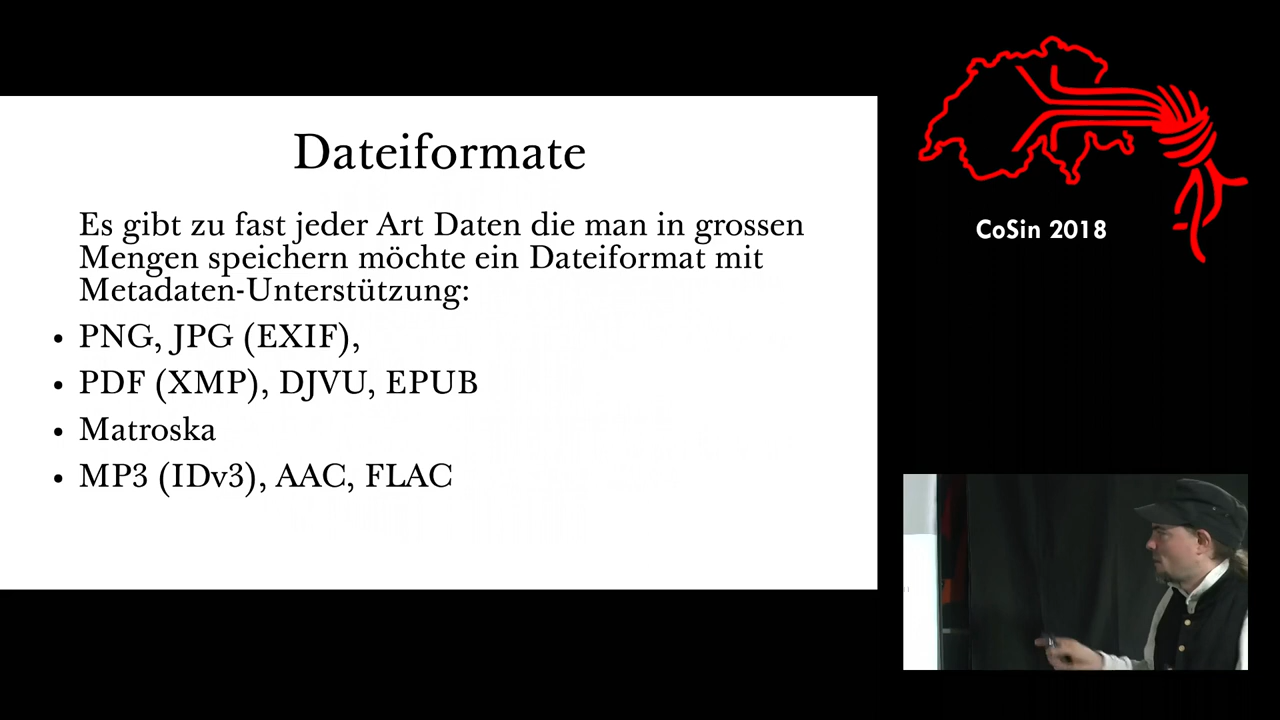 Dateiformate
Es gibt zu fast jeder Art Daten die man in grossen
Mengen speichern möchte ein Dateiformat mit
Metadaten-Unterstützung:
• PNG, JPG (EXIF),
• PDF (XMP), DJVU, EPUB
• Matroska
• MP3 (IDv3), AAC, FLAC
CoSin 2018